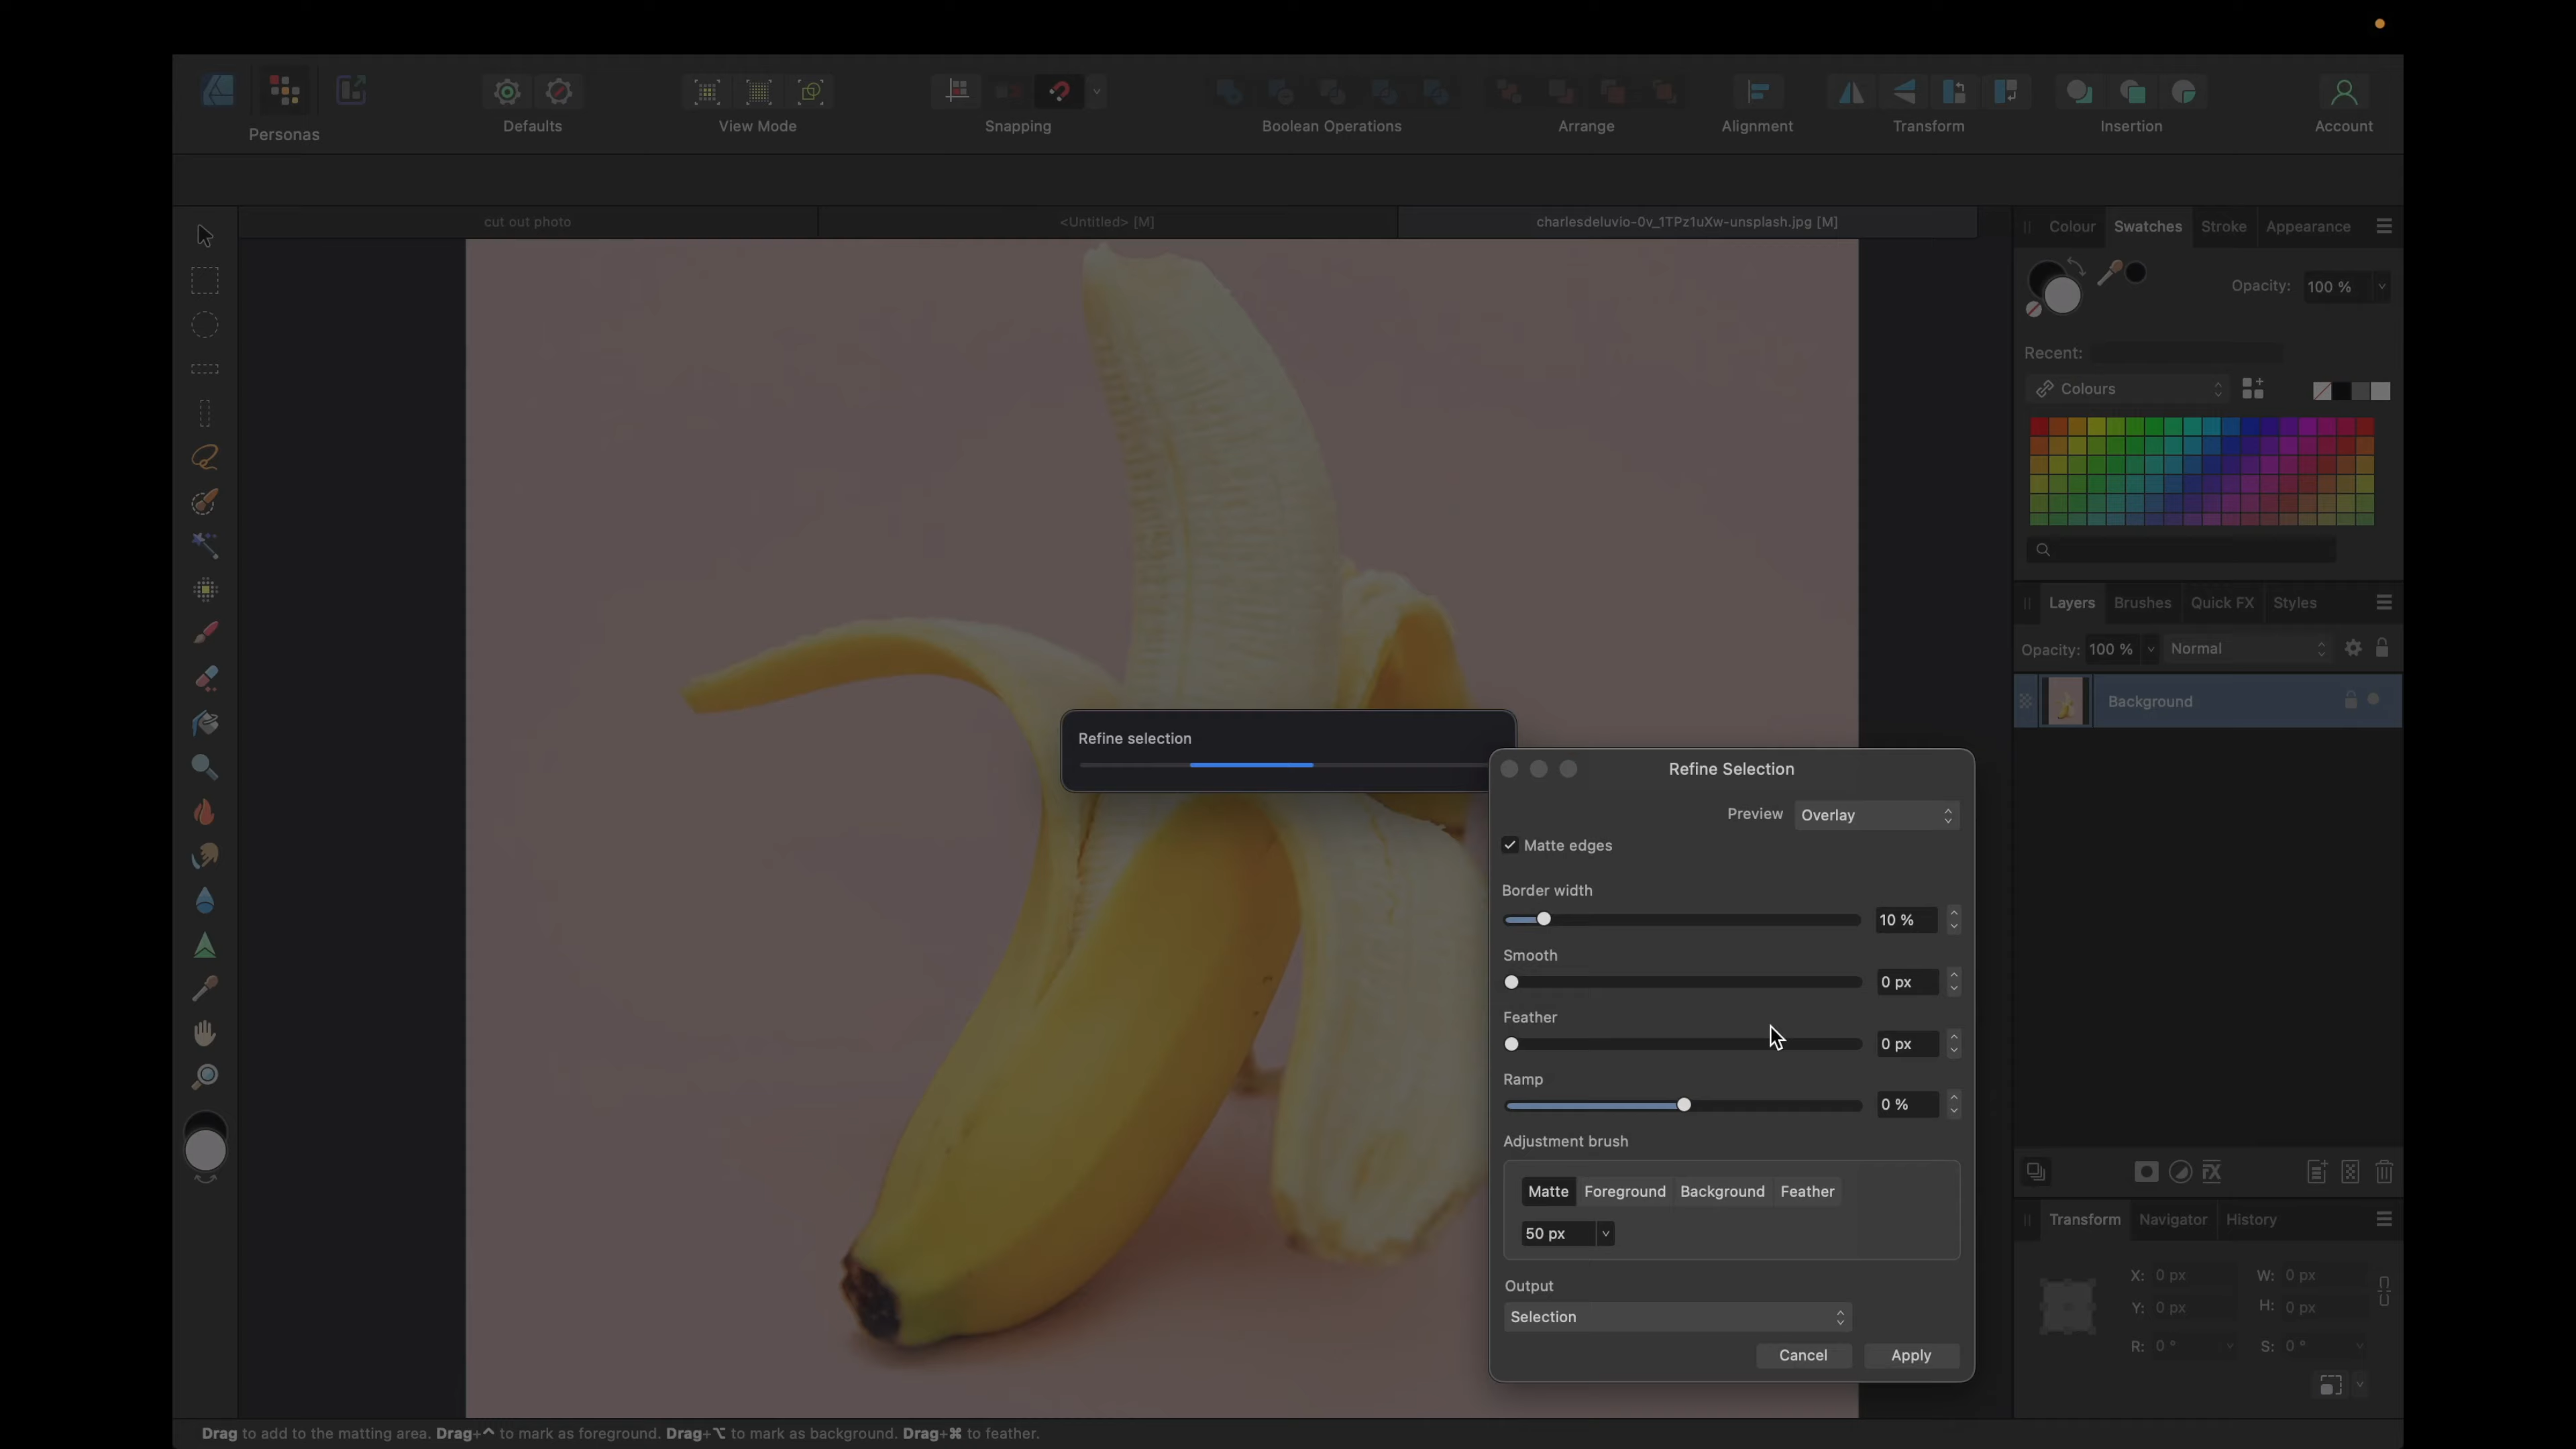 Personas
Defaults
View Mode
Snapping
Boolean Operations
Arrange
Alignment
Transform
Insertion
Account
cut out photo
<Untitled> [M]
charlesdeluvio-0v_1TPz1uXw-unsplash.jpg [M]
Colour Swatches Stroke Appearance
Opacity: 100 %
Recent:
Colours
Layers Brushes Quick FX Styles
Opacity: 100 % Normal
Background
Refine selection
Refine Selection
Preview Overlay
Matte edges
Border width
10 %
Smooth
0 px
Feather
0 px
Ramp
0 %
Adjustment brush
Matte Foreground Background Feather
50 px
Output
Selection
Cancel Apply
FX
Transform Navigator History
X: 0 px W: 0 px
Y: 0 px H: 0 px
R: 0 ° S: 0 °
Drag to add to the matting area. Drag+^ to mark as foreground. Drag+⌥ to mark as background. Drag+⌘ to feather.